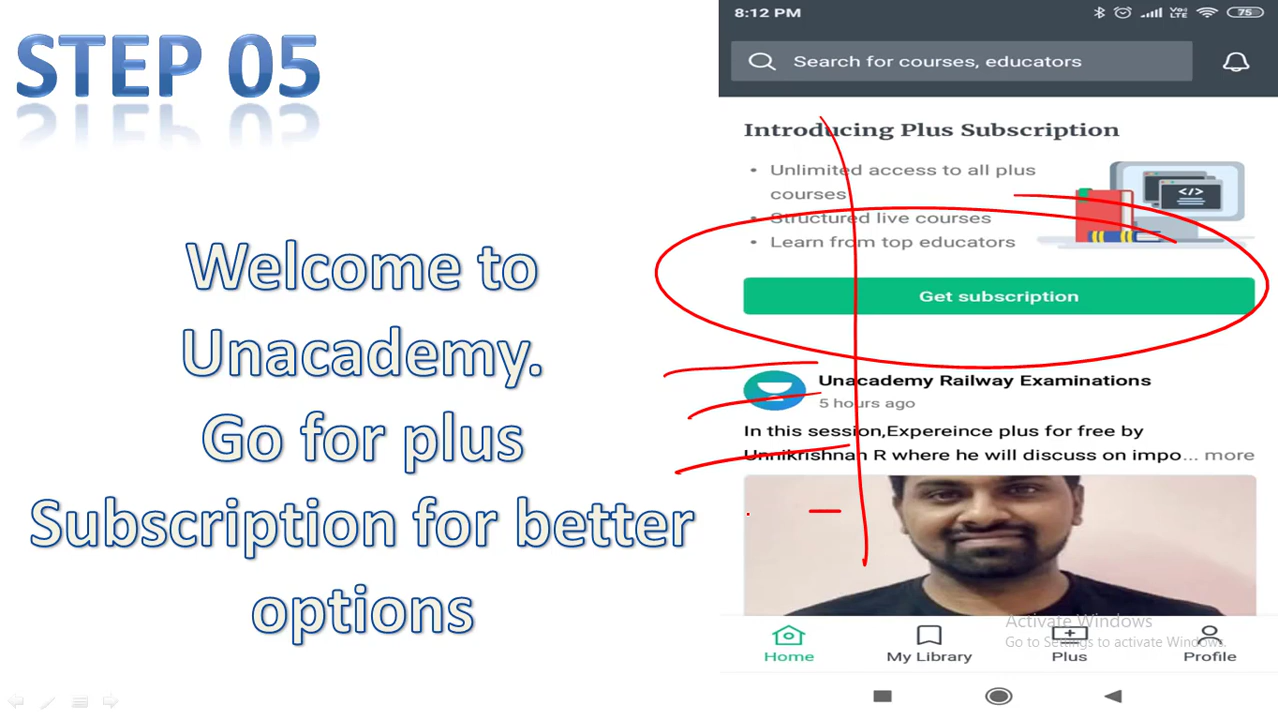 STEP 05
Welcome to
Unacademy.
Go for plus
Subscription for better
options
8:12 PM
Vo) LTE
75
Search for courses, educators
Introducing Plus Subscription
• Unlimited access to all plus
courses
• Structured live courses
• Learn from top educators
</>
Get subscription
Unacademy Railway Examinations
5 hours ago
In this session,Expereince plus for free by
Unnikrishnan R where he will discuss on impo... more
Activate Windows
Go to Settings to activate Windows.
Home
My Library
Plus
Profile